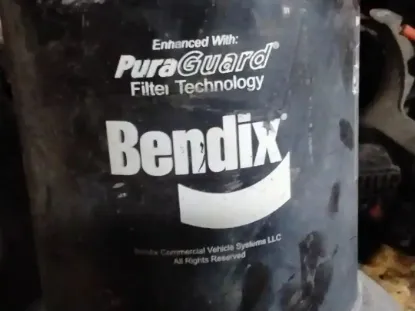 Enhanced With:
PuraGuard®
Filter Technology
Bendix®
Bendix Commercial Vehicle Systems LLC
All Rights Reserved